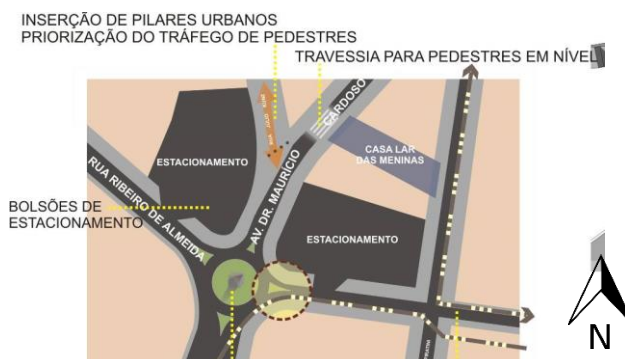 INSERÇÃO DE PILARES URBANOS
PRIORIZAÇÃO DO TRÁFEGO DE PEDESTRES
TRAVESSIA PARA PEDESTRES EM NÍVEL
CARDOSO
ESTACIONAMENTO
CASA LAR
DAS MENINAS
AV. DR. MAURÍCIO
RUA RIBEIRO DE ALMEIDA
BOLSÕES DE
ESTACIONAMENTO
ESTACIONAMENTO
N